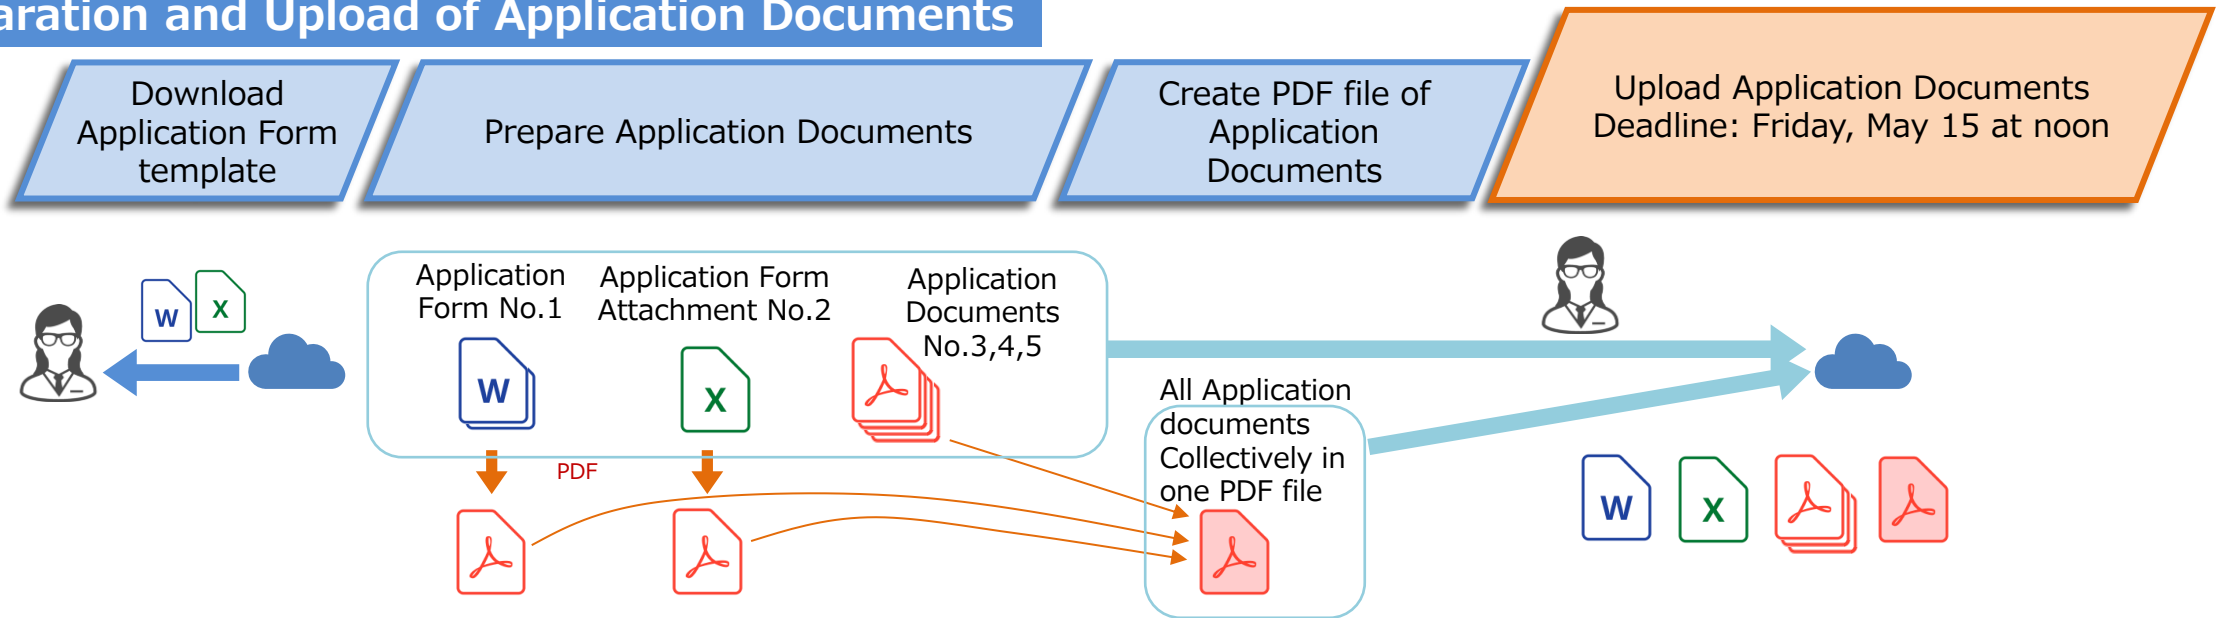 aration and Upload of Application Documents
Download
Application Form
template
Prepare Application Documents
Create PDF file of
Application
Documents
Upload Application Documents
Deadline: Friday, May 15 at noon
W
X
Application
Form No.1
Application Form
Attachment No.2
Application
Documents
No.3,4,5
W
X
PDF
All Application
documents
Collectively in
one PDF file
W
X